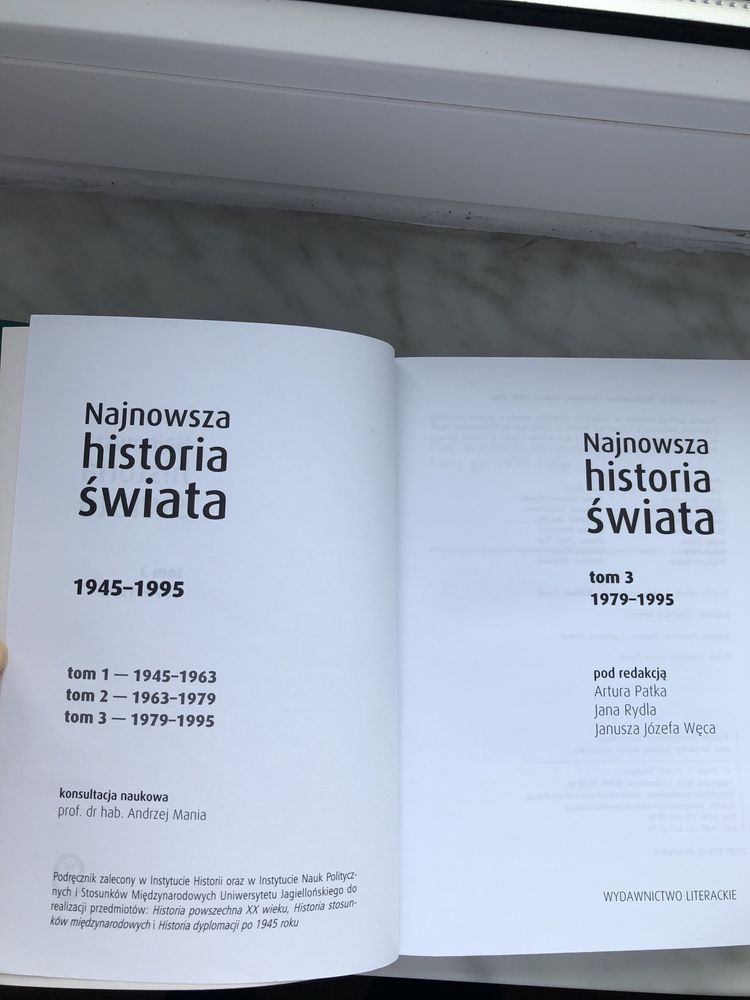 Najnowsza
historia
świata
1945–1995
tom 1 — 1945–1963
tom 2 — 1963–1979
tom 3 — 1979–1995
konsultacja naukowa
prof. dr hab. Andrzej Mania
Podręcznik zalecony w Instytucie Historii oraz w Instytucie Nauk Politycz-
nych i Stosunków Międzynarodowych Uniwersytetu Jagiellońskiego do
realizacji przedmiotów: Historia powszechna XX wieku, Historia stosun-
ków międzynarodowych i Historia dyplomacji po 1945 roku
Najnowsza
historia
świata
tom 3
1979–1995
pod redakcją
Artura Patka
Jana Rydla
Janusza Józefa Węca
WYDAWNICTWO LITERACKIE